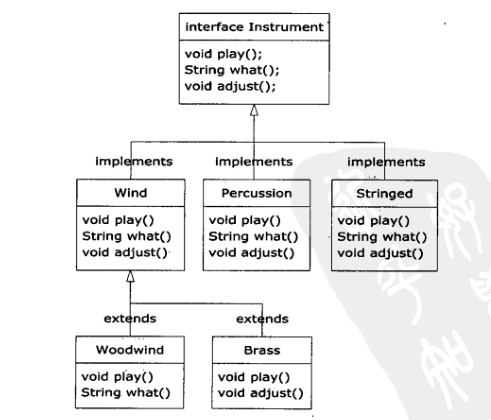 interface Instrument
void play();
String what();
void adjust();
implements
implements
implements
Wind
void play()
String what()
void adjust()
Percussion
void play()
String what()
void adjust()
Stringed
void play()
String what()
void adjust()
extends
extends
Woodwind
void play()
String what()
Brass
void play()
void adjust()